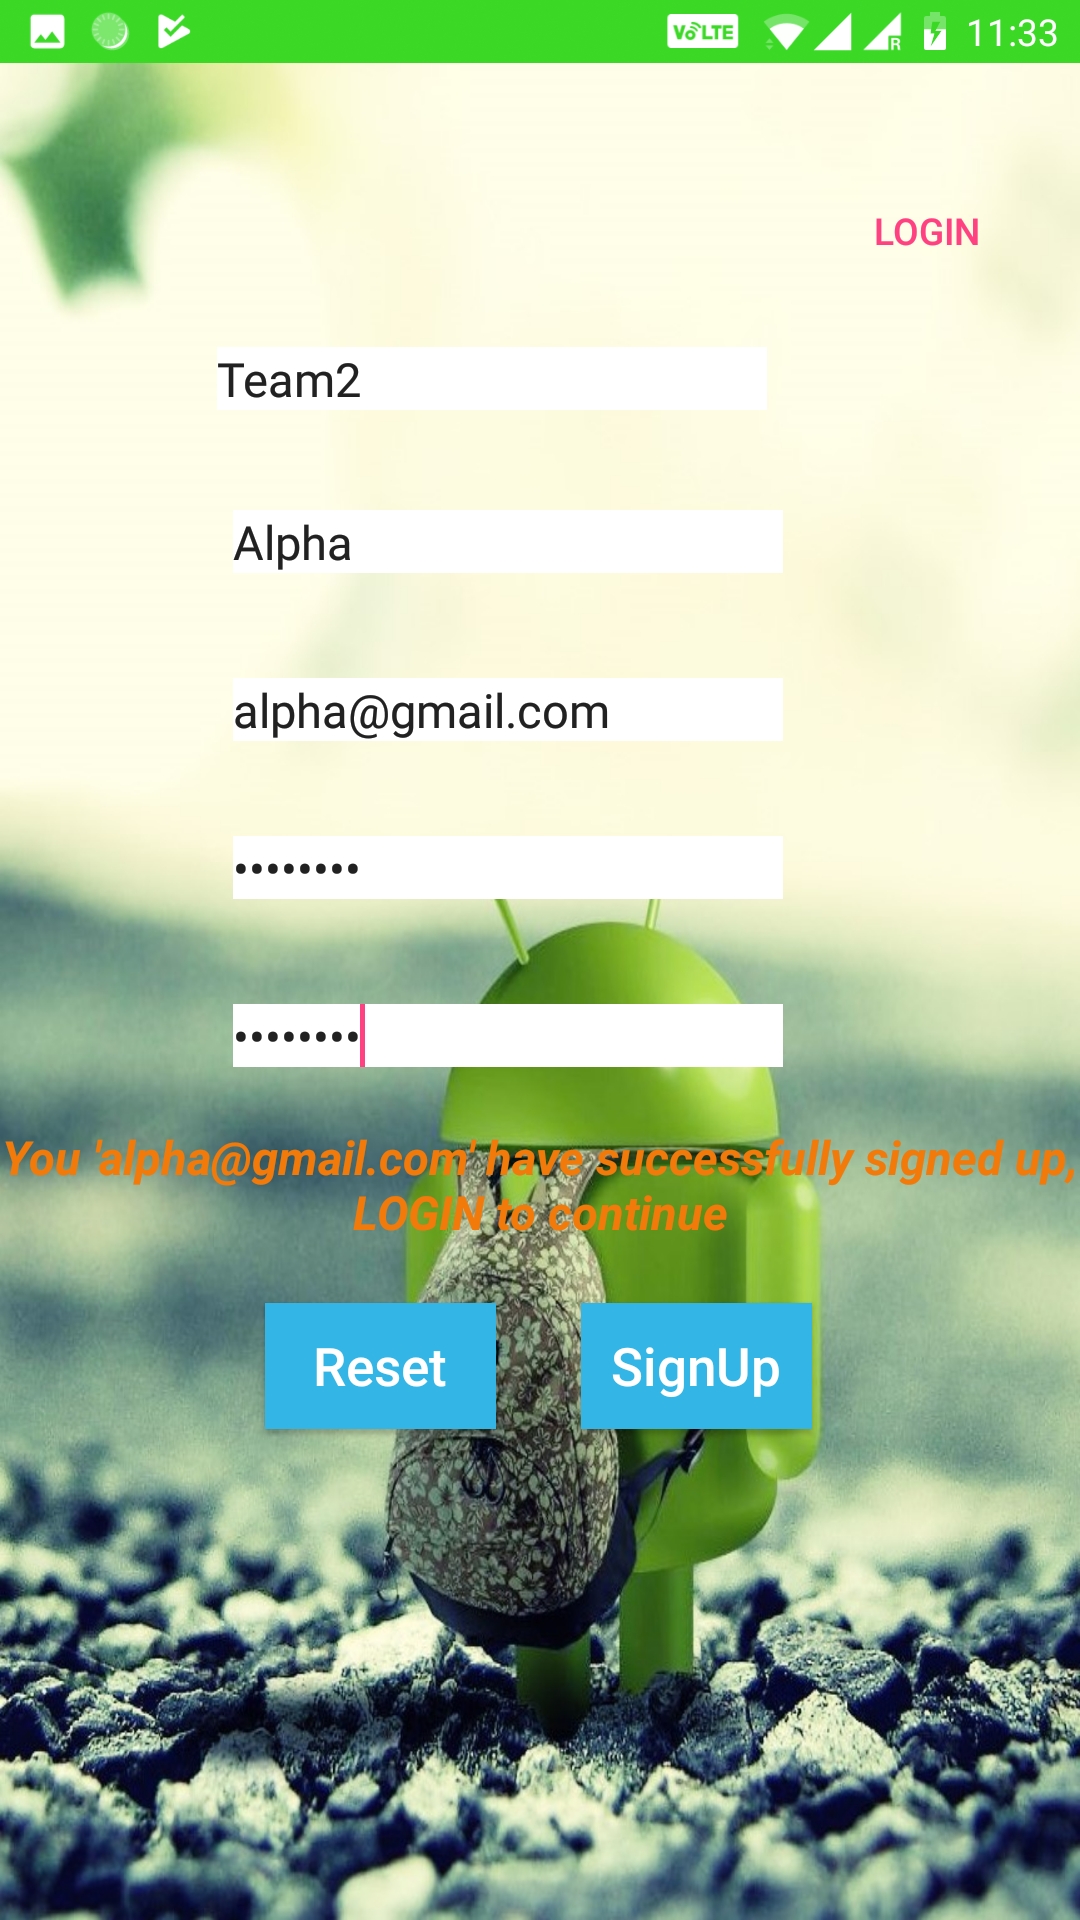 VoLTE R 11:33
LOGIN
Team2
Alpha
alpha@gmail.com
••••••••
••••••••
You 'alpha@gmail.com' have successfully signed up,
LOGIN to continue
Reset SignUp